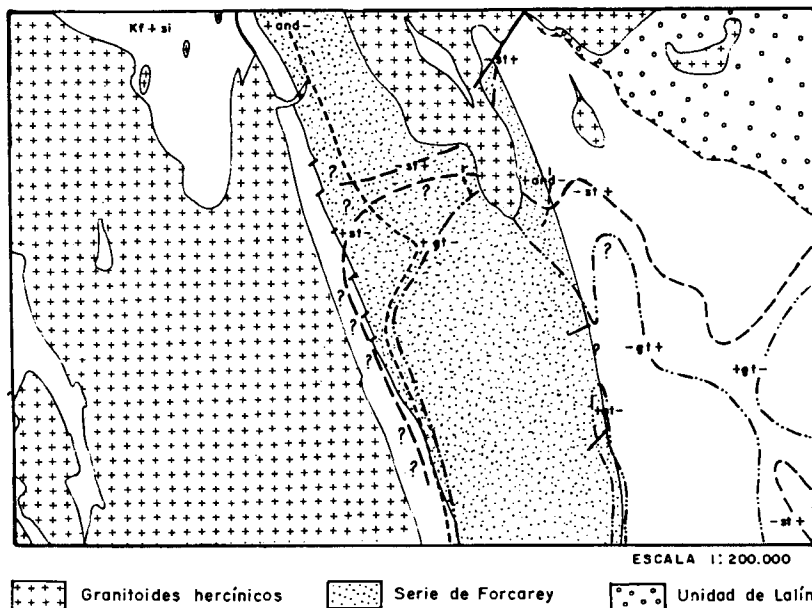 Kf + si
+ and -
- st +
- st +
?
?
?
+ and -
- st +
+ st -
+ gt -
?
?
?
?
- gt +
+ gt -
?
?
+ gt -
?
?
- st +
ESCALA 1:200.000
Granitoides hercínicos Serie de Forcarey Unidad de Lalín